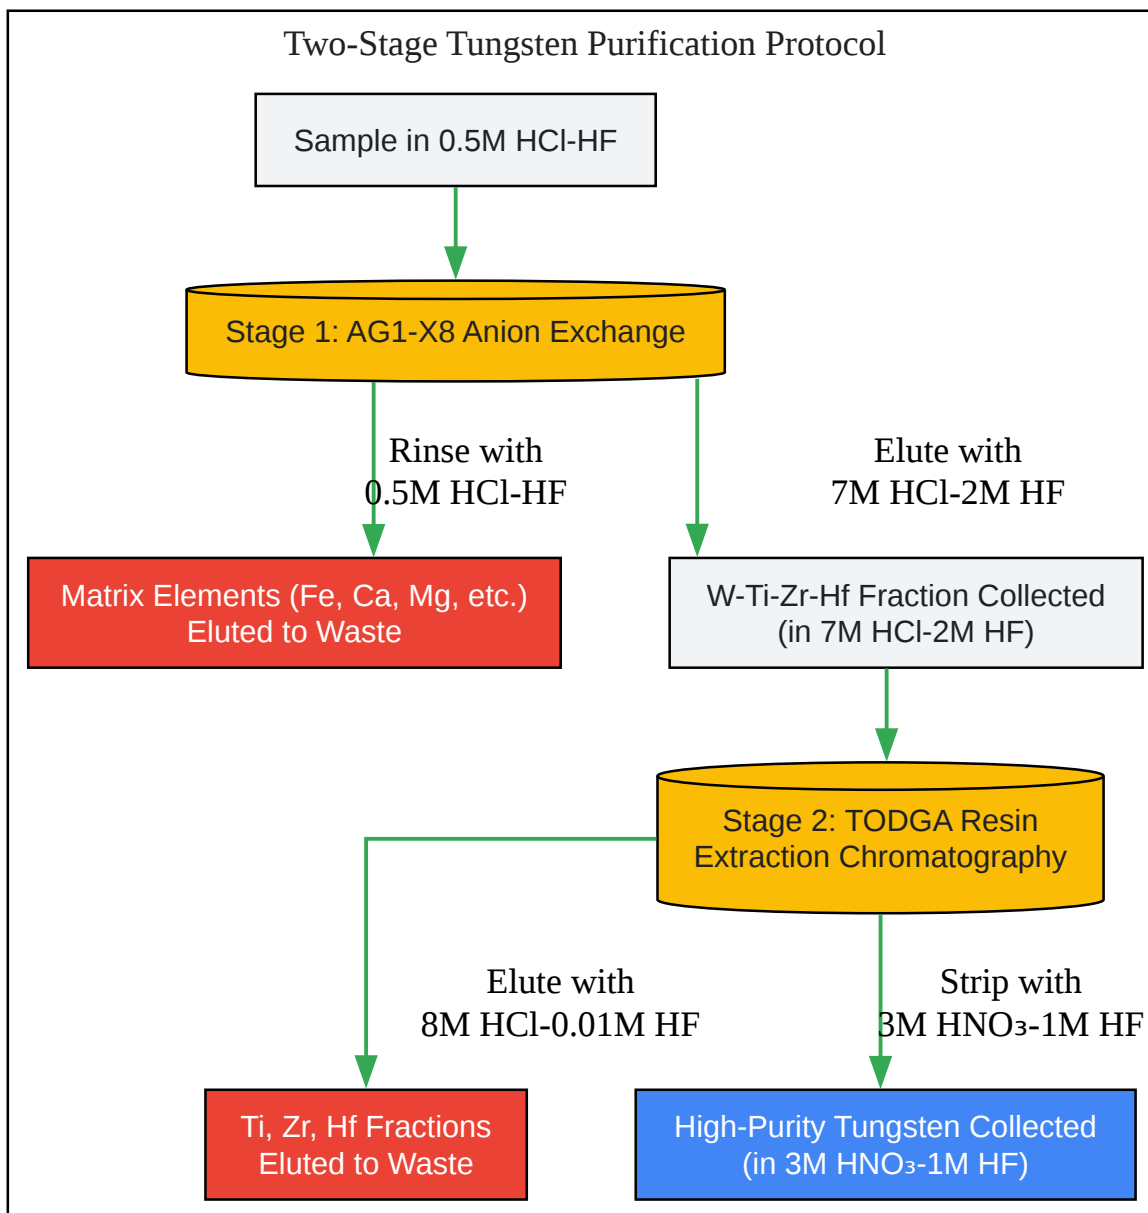 Two-Stage Tungsten Purification Protocol
Sample in 0.5M HCl-HF
Stage 1: AG1-X8 Anion Exchange
Rinse with
0.5M HCl-HF
Elute with
7M HCl-2M HF
Matrix Elements (Fe, Ca, Mg, etc.)
Eluted to Waste
W-Ti-Zr-Hf Fraction Collected
(in 7M HCl-2M HF)
Stage 2: TODGA Resin
Extraction Chromatography
Elute with
8M HCl-0.01M HF
Strip with
3M HNO₃-1M HF
Ti, Zr, Hf Fractions
Eluted to Waste
High-Purity Tungsten Collected
(in 3M HNO₃-1M HF)